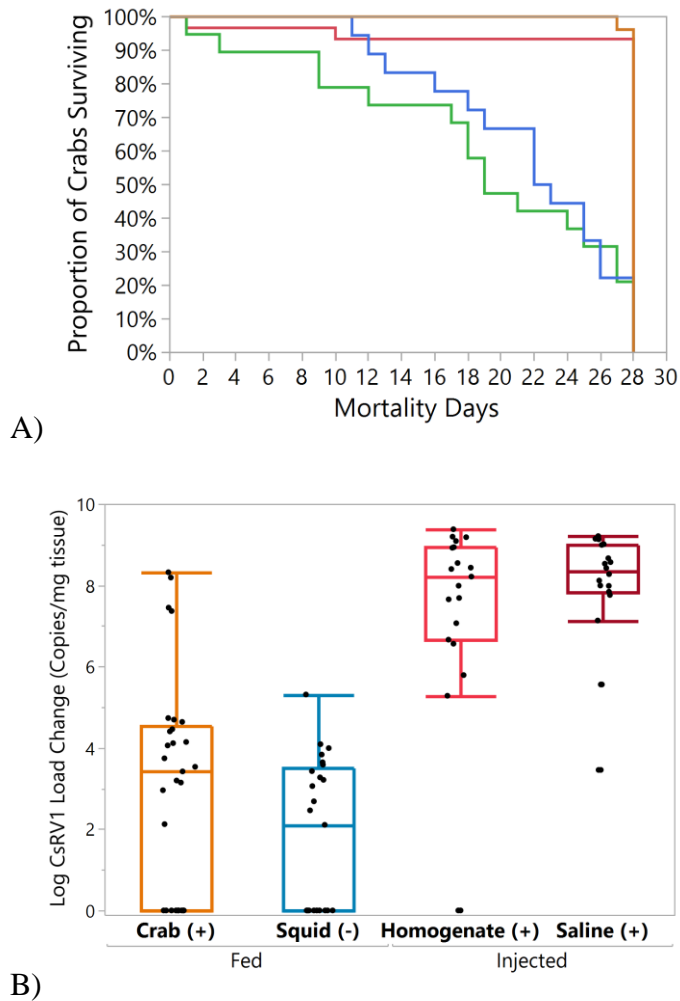 100%
90%
80%
70%
60%
50%
40%
30%
20%
10%
0%
Proportion of Crabs Surviving
0 2 4 6 8 10 12 14 16 18 20 22 24 26 28 30
Mortality Days
A)
10
8
6
4
2
0
Log CsRV1 Load Change (Copies/mg tissue)
Crab (+) Squid (-) Homogenate (+) Saline (+)
Fed Injected
B)